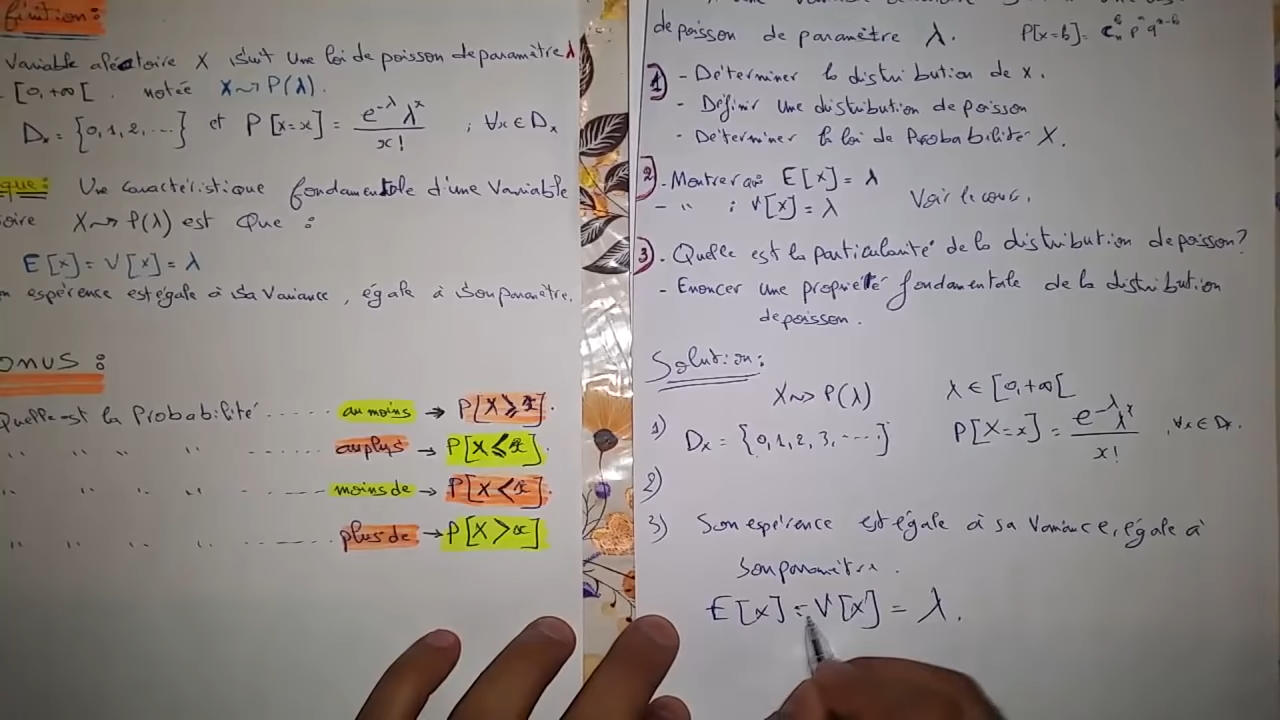 finition:
Variable aléatoire X suit une loi de poisson de paramètre λ
[0,+∞[ . notée X⤳P(λ).
Dx = {0,1,2,...} et P[X=x] = e^-λ λ^x / x! ; ∀x∈Dx
que: Une caractéristique fondamentale d'une Variable
oire X⤳P(λ) est que :
E[x] = V[x] = λ
espérence est égale à sa Variance, égale à son paramètre.
onus :
Quelle est la Probabilité ...... au moins → P[X⩾x].
" " " " ...... au plus → P[X⩽x].
" " " " ...... moins de → P[X<x].
" " " " ...... plus de → P[X>x]
de poisson de paramètre λ. P[x=k]=
1) - Déterminer la distribution de x.
- Définir une distribution de poisson
- Déterminer la loi de Probabilité X.
2) - Montrer que E[x] = λ
- " : V[x] = λ Voir le cours.
3) - Quelle est la particularité de la distribution de poisson?
- Enoncer une propriété fondamentale de la distribution
de poisson.
Solution:
X⤳P(λ) λ∈[0,+∞[
1) Dx = {0,1,2,3,....} P[X=x] = e^-λ λ^x / x! , ∀x∈Dx.
2)
3) Son espérence est égale à sa Variance, égale à
son paramètre.
E[x] = V[x] = λ.